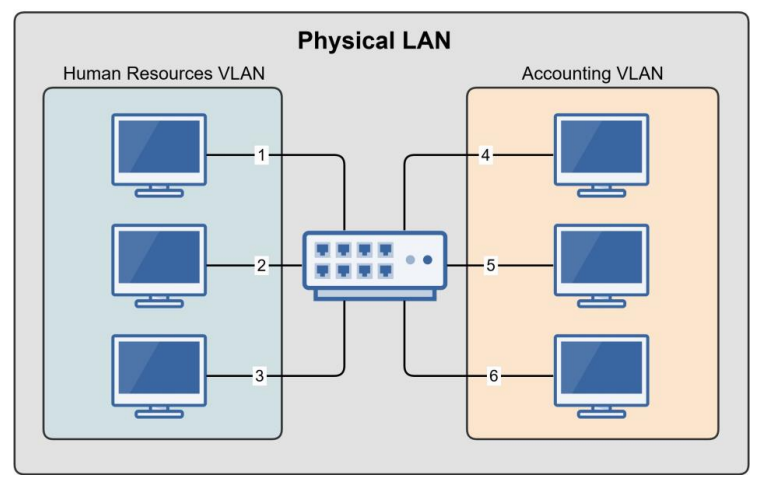 Physical LAN
Human Resources VLAN
Accounting VLAN
1
4
2
5
3
6